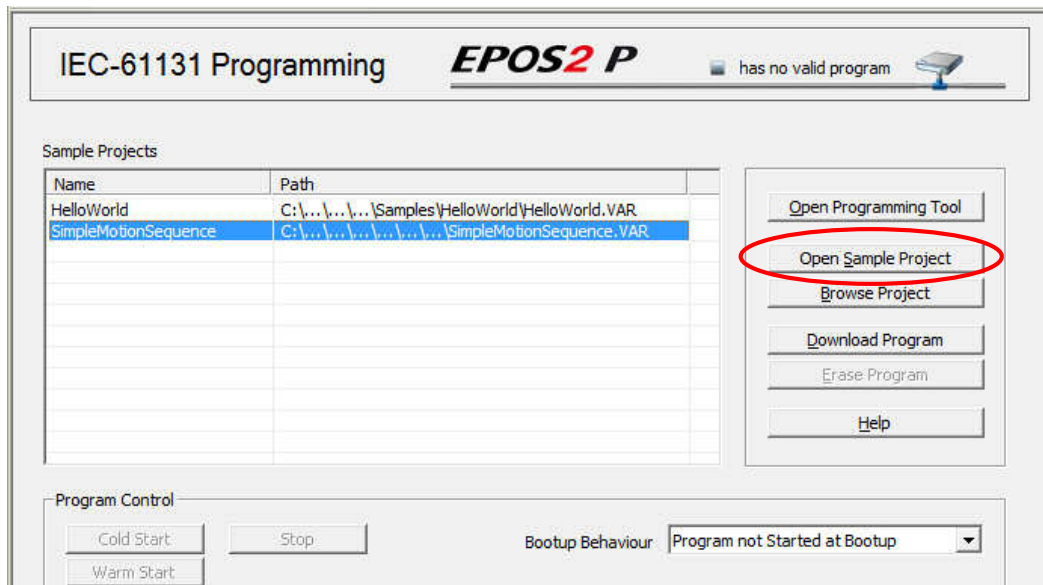 IEC-61131 Programming
EPOS2 P
has no valid program
Sample Projects
Name Path
HelloWorld C:\...\...\...\Samples\HelloWorld\HelloWorld.VAR
SimpleMotionSequence C:\...\...\...\...\...\...\SimpleMotionSequence.VAR
Open Programming Tool
Open Sample Project
Browse Project
Download Program
Erase Program
Help
Program Control
Cold Start Stop Bootup Behaviour Program not Started at Bootup
Warm Start